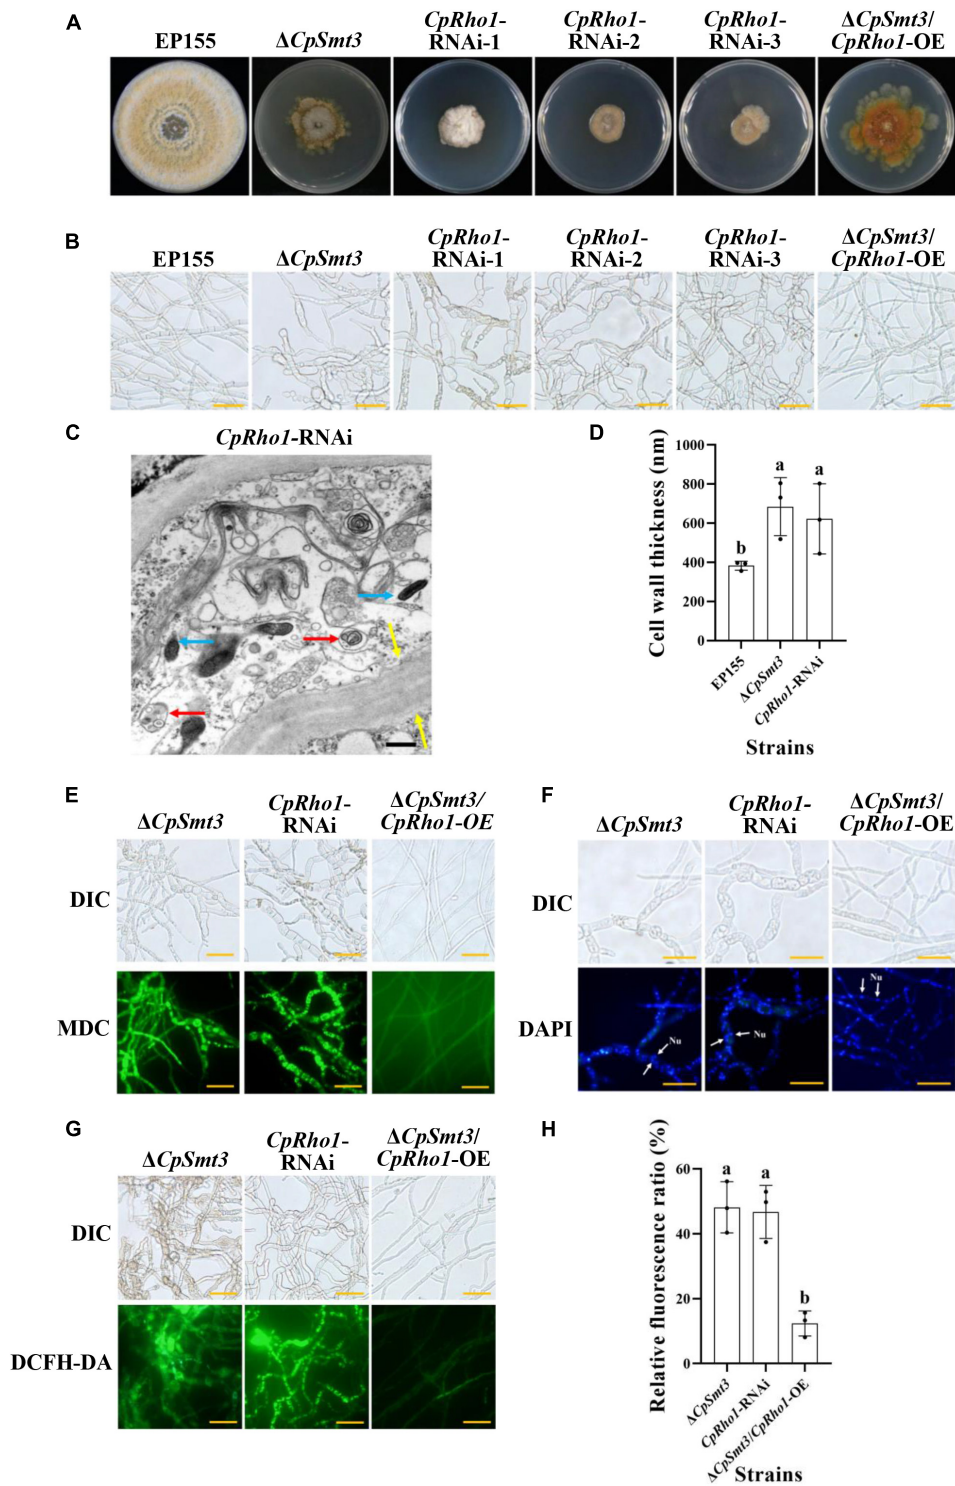 A
EP155
ΔCpSmt3
CpRho1-
RNAi-1
CpRho1-
RNAi-2
CpRho1-
RNAi-3
ΔCpSmt3/
CpRho1-OE
B
EP155
ΔCpSmt3
CpRho1-
RNAi-1
CpRho1-
RNAi-2
CpRho1-
RNAi-3
ΔCpSmt3/
CpRho1-OE
C
CpRho1-RNAi
D
Cell wall thickness (nm)
1000
800
600
400
200
0
b
a
a
EP155
ΔCpSmt3
CpRho1-RNAi
Strains
E
ΔCpSmt3
CpRho1-
RNAi
ΔCpSmt3/
CpRho1-OE
DIC
MDC
F
ΔCpSmt3
CpRho1-
RNAi
ΔCpSmt3/
CpRho1-OE
DIC
DAPI
Nu
Nu
Nu
G
ΔCpSmt3
CpRho1-
RNAi
ΔCpSmt3/
CpRho1-OE
DIC
DCFH-DA
H
Relative fluorescence ratio (%)
60
40
20
0
a
a
b
ΔCpSmt3
CpRho1-RNAi
ΔCpSmt3/CpRho1-OE
Strains